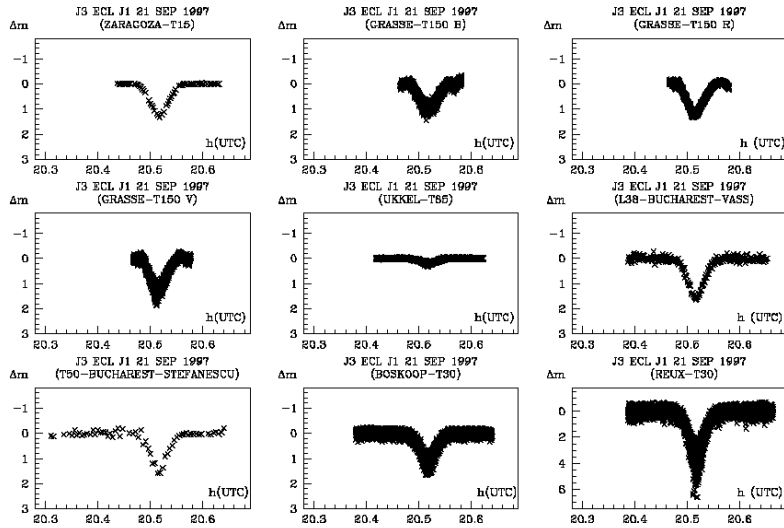 J3 ECL J1 21 SEP 1997
(ZARAGOZA-T15)
Δm
-1
0
1
2
3
h(UTC)
20.3 20.4 20.5 20.6
J3 ECL J1 21 SEP 1997
(GRASSE-T150 B)
Δm
-1
0
1
2
3
h(UTC)
20.3 20.4 20.5 20.6
J3 ECL J1 21 SEP 1997
(GRASSE-T150 R)
Δm
-1
0
1
2
3
h (UTC)
20.3 20.4 20.5 20.6
J3 ECL J1 21 SEP 1997
(GRASSE-T150 V)
Δm
-1
0
1
2
3
h(UTC)
20.3 20.4 20.5 20.6
J3 ECL J1 21 SEP 1997
(UKKEL-T85)
Δm
-1
0
1
2
3
h(UTC)
20.3 20.4 20.5 20.6
J3 ECL J1 21 SEP 1997
(L38-BUCHAREST-VASS)
Δm
-1
0
1
2
3
h(UTC)
20.3 20.4 20.5 20.6
J3 ECL J1 21 SEP 1997
(T50-BUCHAREST-STEFANESCU)
Δm
-1
0
1
2
3
h(UTC)
20.3 20.4 20.5 20.6
J3 ECL J1 21 SEP 1997
(BOSKOOP-T30)
Δm
-1
0
1
2
3
h(UTC)
20.3 20.4 20.5 20.6
J3 ECL J1 21 SEP 1997
(REUX-T30)
Δm
0
2
4
6
h (UTC)
20.3 20.4 20.5 20.6